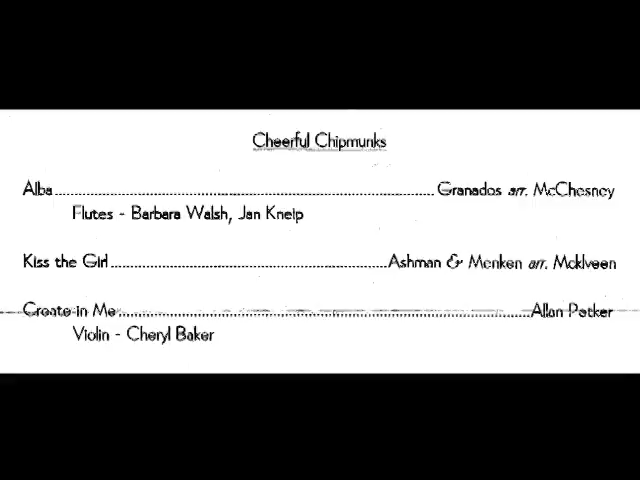 Cheerful Chipmunks
Alba........................................Granados arr. McChesney
Flutes - Barbara Walsh, Jan Kneip
Kiss the Girl........................................Ashman & Menken arr. McKlveen
Create in Me........................................Allan Petker
Violin - Cheryl Baker